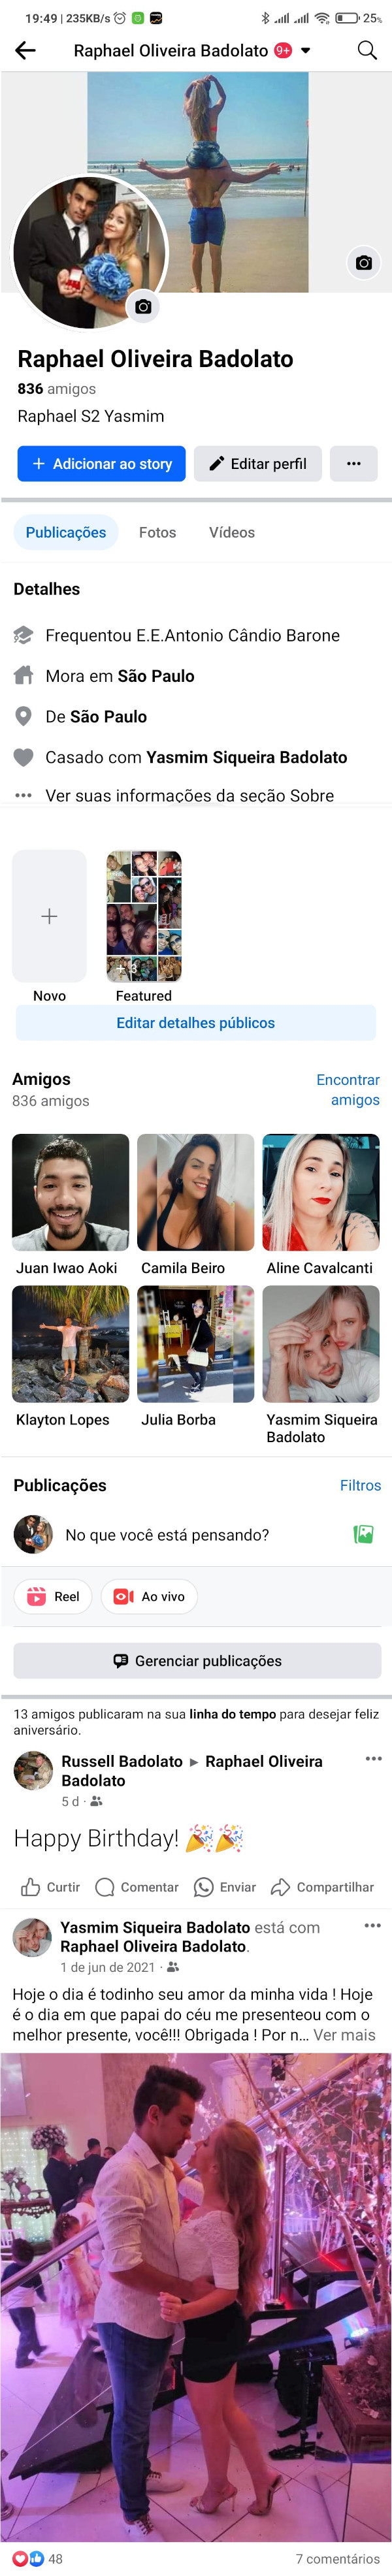 19:49 | 235KB/s
25%
Raphael Oliveira Badolato 9+
Raphael Oliveira Badolato
836 amigos
Raphael S2 Yasmim
+ Adicionar ao story
Editar perfil
Publicações
Fotos
Vídeos
Detalhes
Frequentou E.E.Antonio Cândio Barone
Mora em São Paulo
De São Paulo
Casado com Yasmim Siqueira Badolato
Ver suas informações da seção Sobre
Novo
Featured
Editar detalhes públicos
Amigos
836 amigos
Encontrar
amigos
Juan Iwao Aoki
Camila Beiro
Aline Cavalcanti
Klayton Lopes
Julia Borba
Yasmim Siqueira
Badolato
Publicações
Filtros
No que você está pensando?
Reel
Ao vivo
Gerenciar publicações
13 amigos publicaram na sua linha do tempo para desejar feliz
aniversário.
Russell Badolato ▸ Raphael Oliveira
Badolato
5 d ·
Happy Birthday! 🎉🎉
Curtir
Comentar
Enviar
Compartilhar
Yasmim Siqueira Badolato está com
Raphael Oliveira Badolato.
1 de jun de 2021 ·
Hoje o dia é todinho seu amor da minha vida ! Hoje
é o dia em que papai do céu me presenteou com o
melhor presente, você!!! Obrigada ! Por n... Ver mais
48
7 comentários